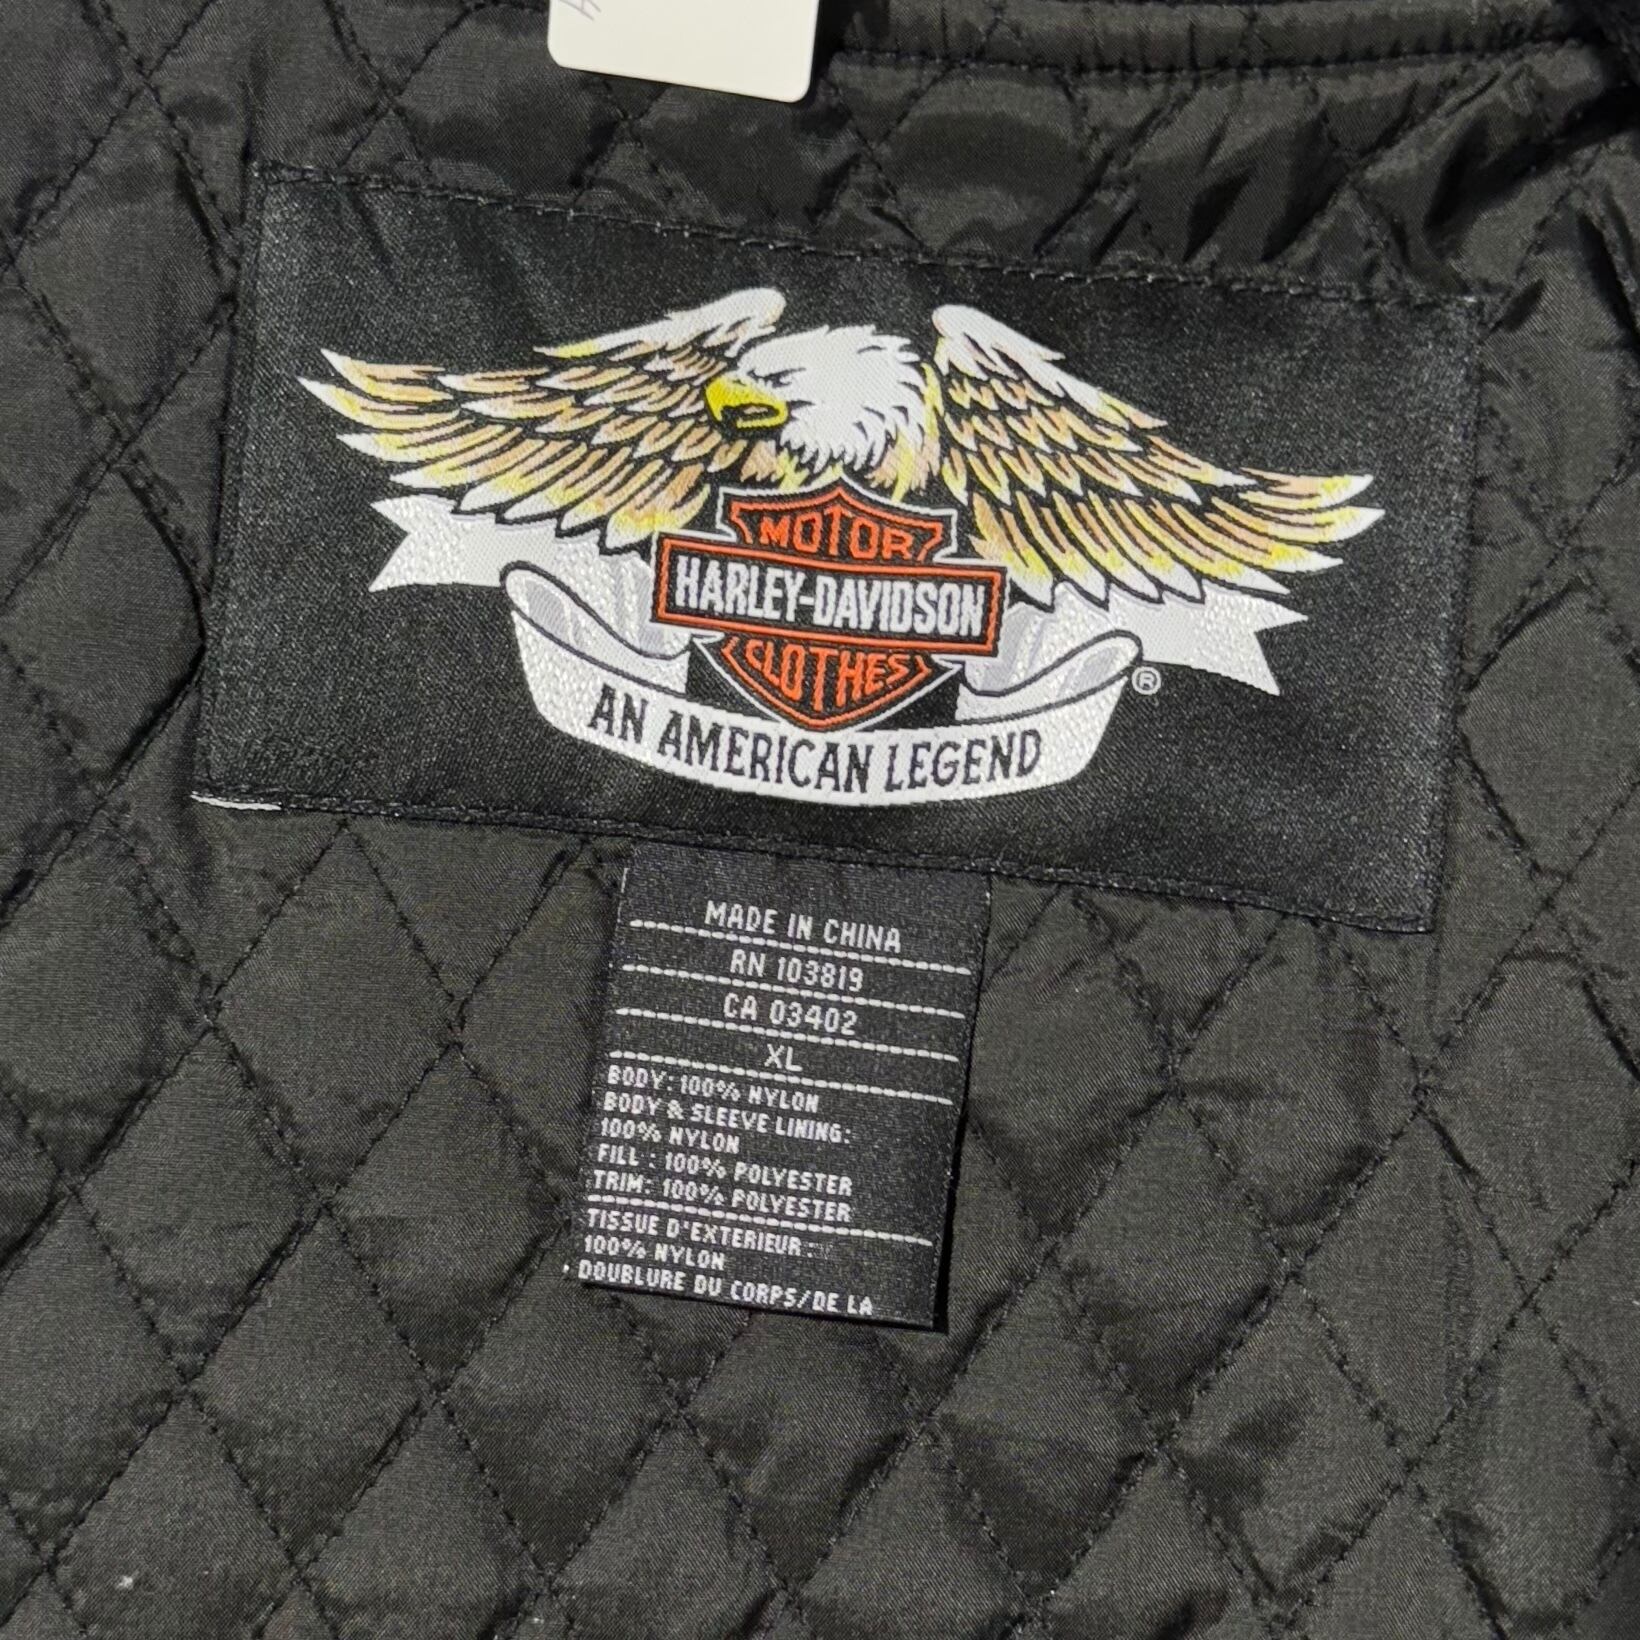 MOTOR
HARLEY-DAVIDSON
CLOTHES
®
AN AMERICAN LEGEND
MADE IN CHINA
RN 103819
CA 03402
XL
BODY: 100% NYLON
BODY & SLEEVE LINING:
100% NYLON
FILL : 100% POLYESTER
TRIM: 100% POLYESTER
TISSUE D'EXTERIEUR :
100% NYLON
DOUBLURE DU CORPS/DE LA